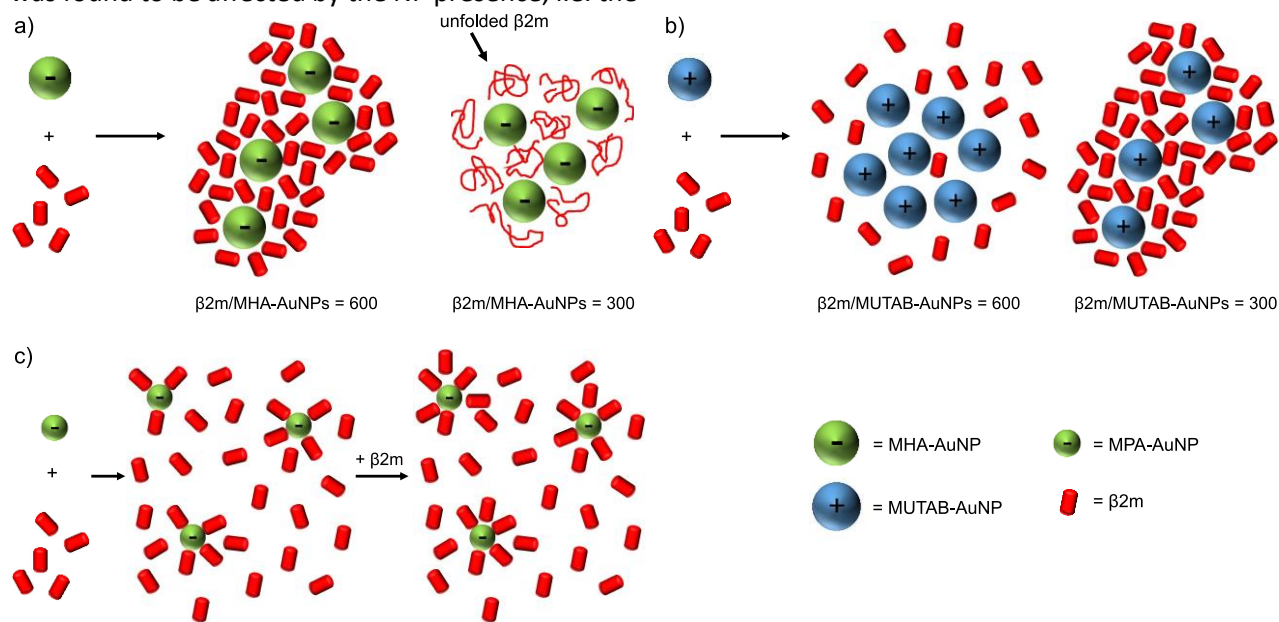 a)
unfolded β2m
b)
-
+
β2m/MHA-AuNPs = 600
β2m/MHA-AuNPs = 300
+
+
β2m/MUTAB-AuNPs = 600
β2m/MUTAB-AuNPs = 300
c)
-
+
+ β2m
- = MHA-AuNP
- = MPA-AuNP
+ = MUTAB-AuNP
= β2m